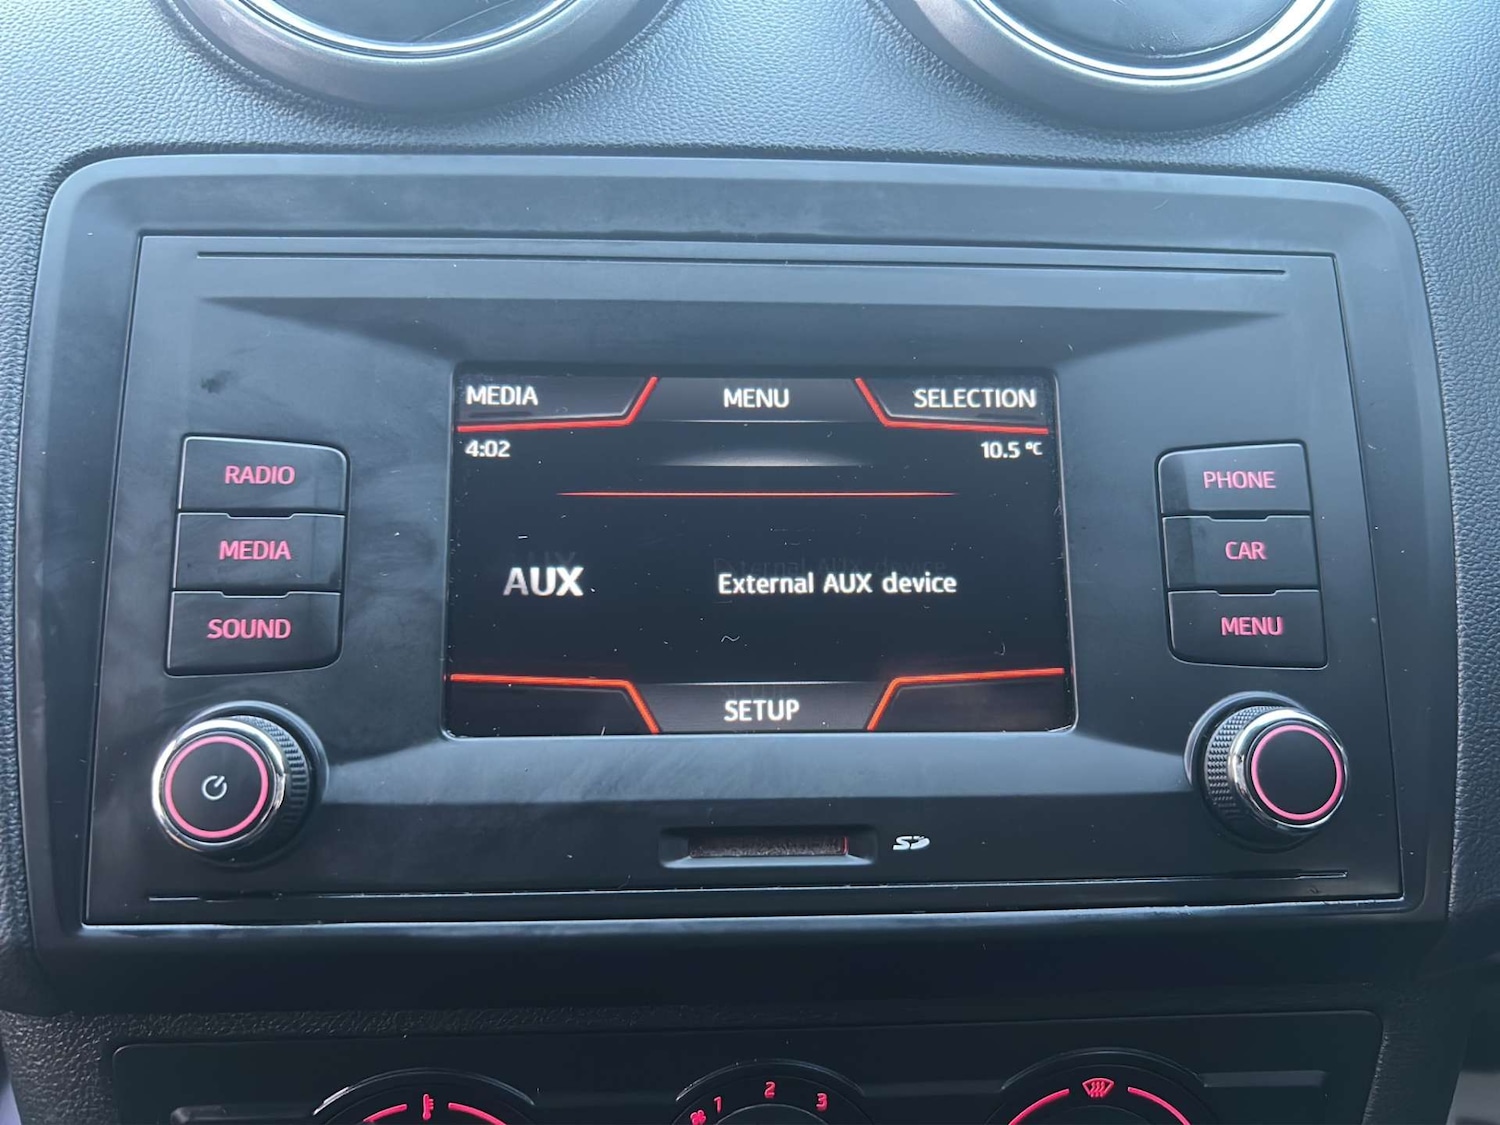 MEDIA MENU SELECTION
4:02 10.5 °C
RADIO
MEDIA
SOUND
AUX External AUX device
SETUP
PHONE
CAR
MENU
SD
1 2 3